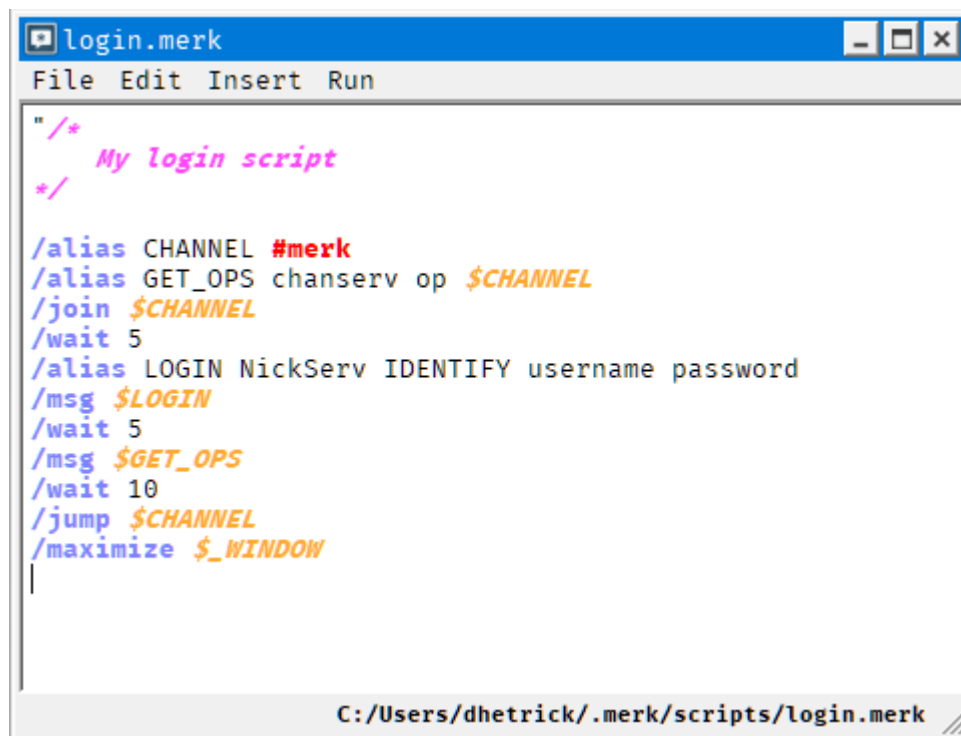 login.merk
File Edit Insert Run
"/*
My login script
*/
/alias CHANNEL #merk
/alias GET_OPS chanserv op $CHANNEL
/join $CHANNEL
/wait 5
/alias LOGIN NickServ IDENTIFY username password
/msg $LOGIN
/wait 5
/msg $GET_OPS
/wait 10
/jump $CHANNEL
/maximize $_WINDOW
C:/Users/dhetrick/.merk/scripts/login.merk